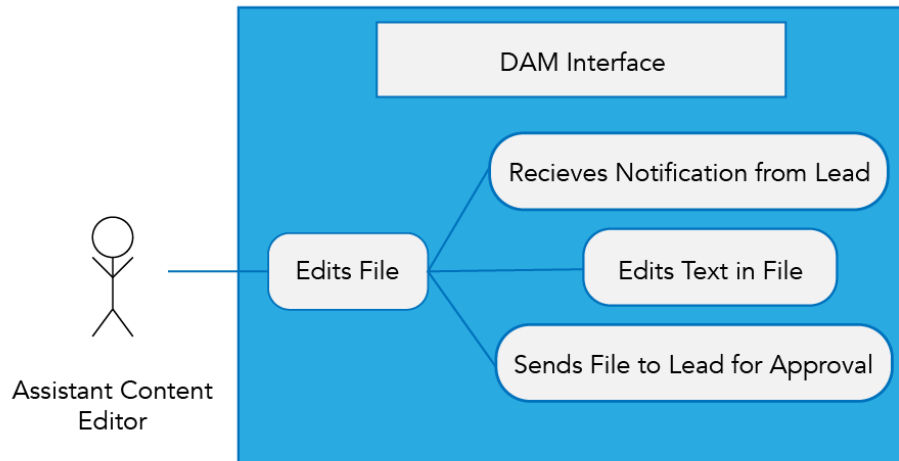 DAM Interface
Recieves Notification from Lead
Edits File
Edits Text in File
Sends File to Lead for Approval
Assistant Content
Editor